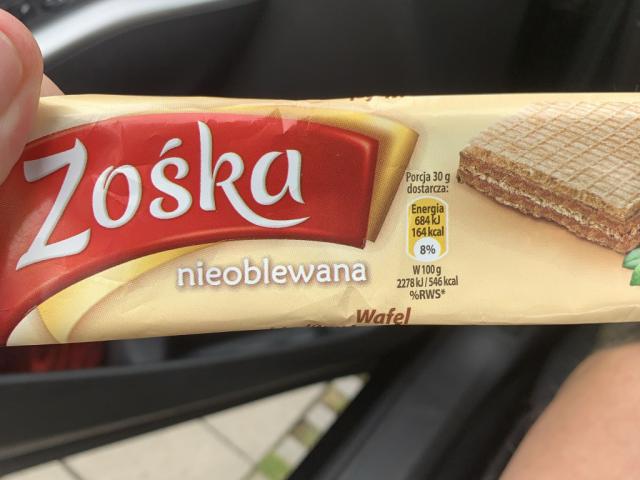 Zośka
nieoblewana
Porcja 30 g
dostarcza:
Energia
684 kJ
164 kcal
8%
W 100 g
2278 kJ / 546 kcal
%RWS*
Wafel